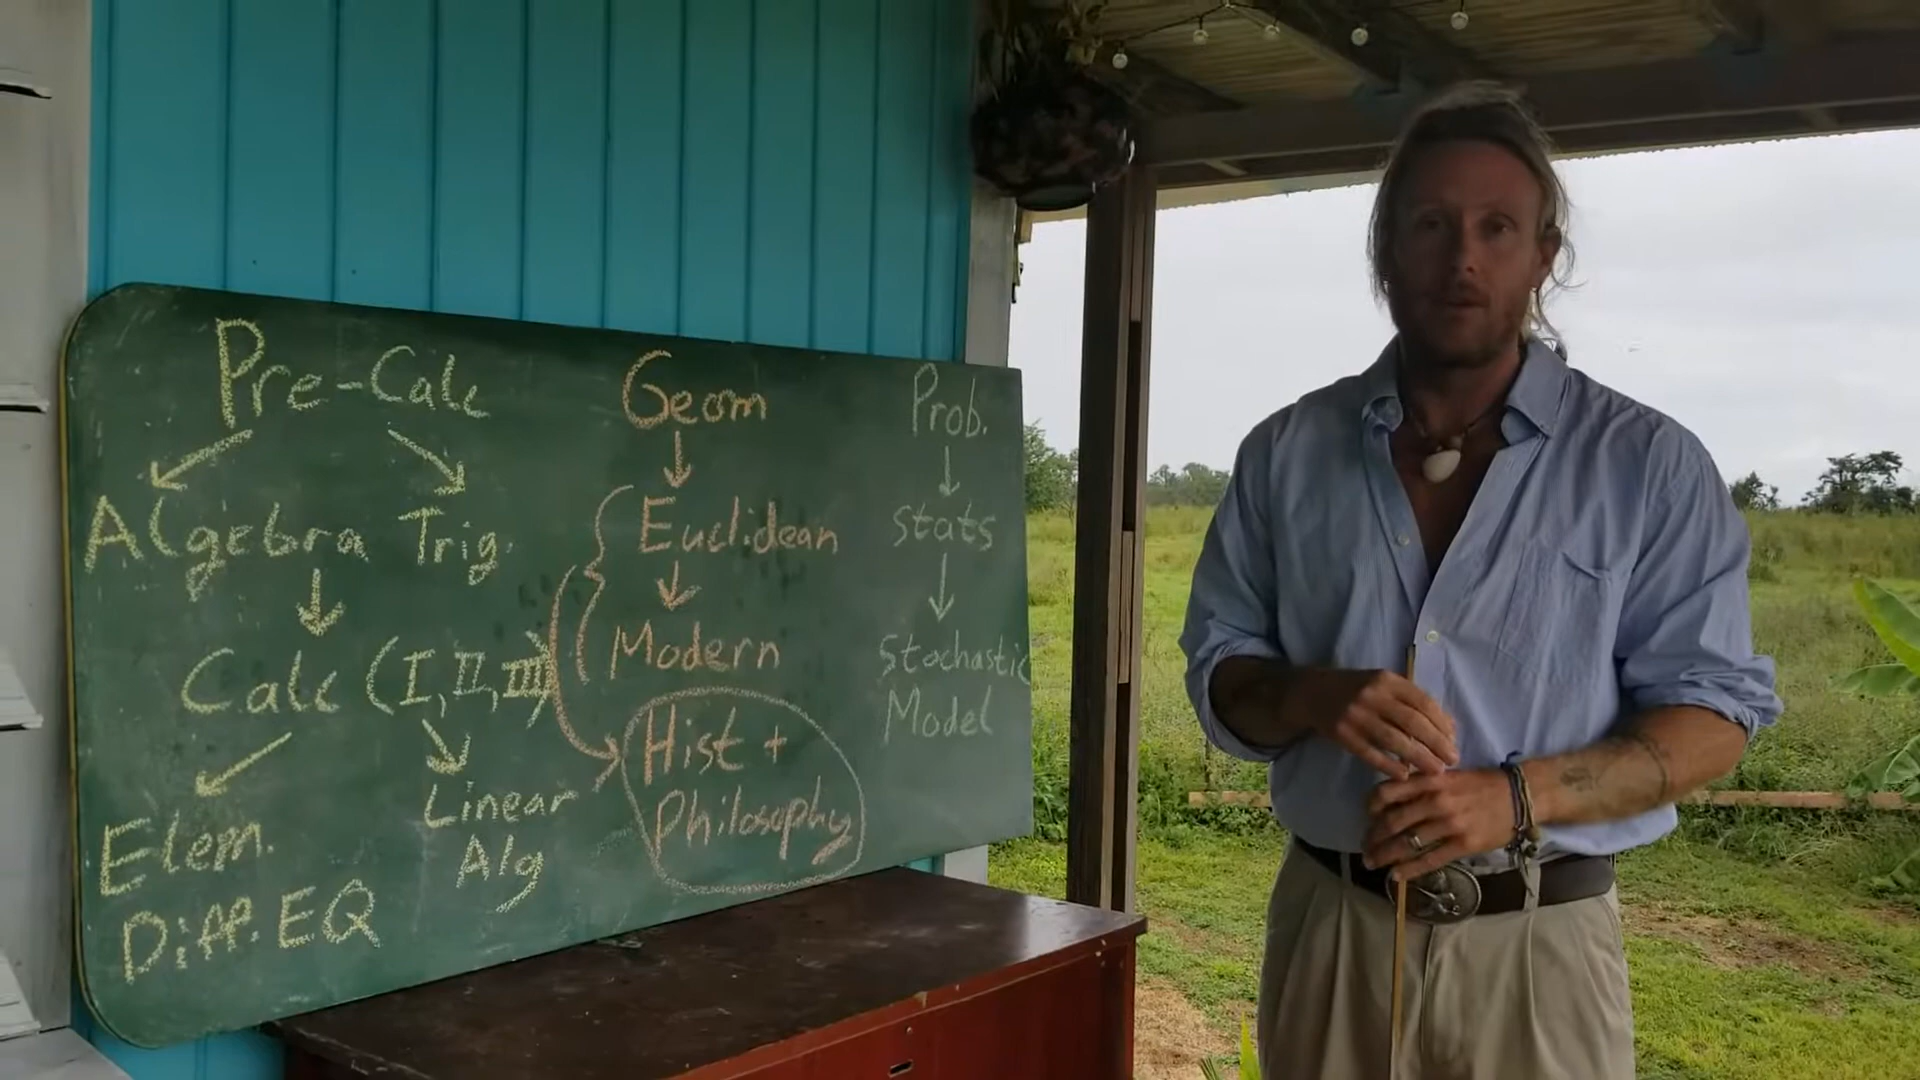 Pre-Calc
Algebra Trig.
Calc (I, II, III)
Elem.
Diff. EQ
Linear
Alg
Geom
Euclidean
Modern
Hist +
Philosophy
Prob.
Stats
Stochastic
Model